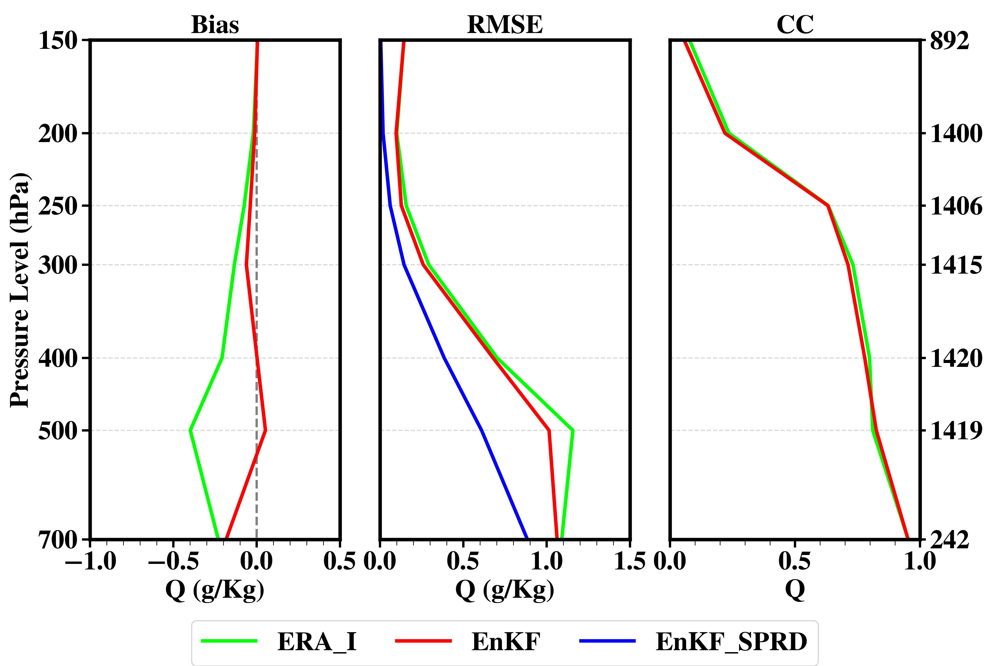 Bias RMSE CC
150 892
200 1400
250 1406
300 1415
400 1420
500 1419
700 242
Pressure Level (hPa)
−1.0 −0.5 0.0 0.5 0.0 0.5 1.0 1.5 0.0 0.5 1.0
Q (g/Kg) Q (g/Kg) Q
ERA_I EnKF EnKF_SPRD